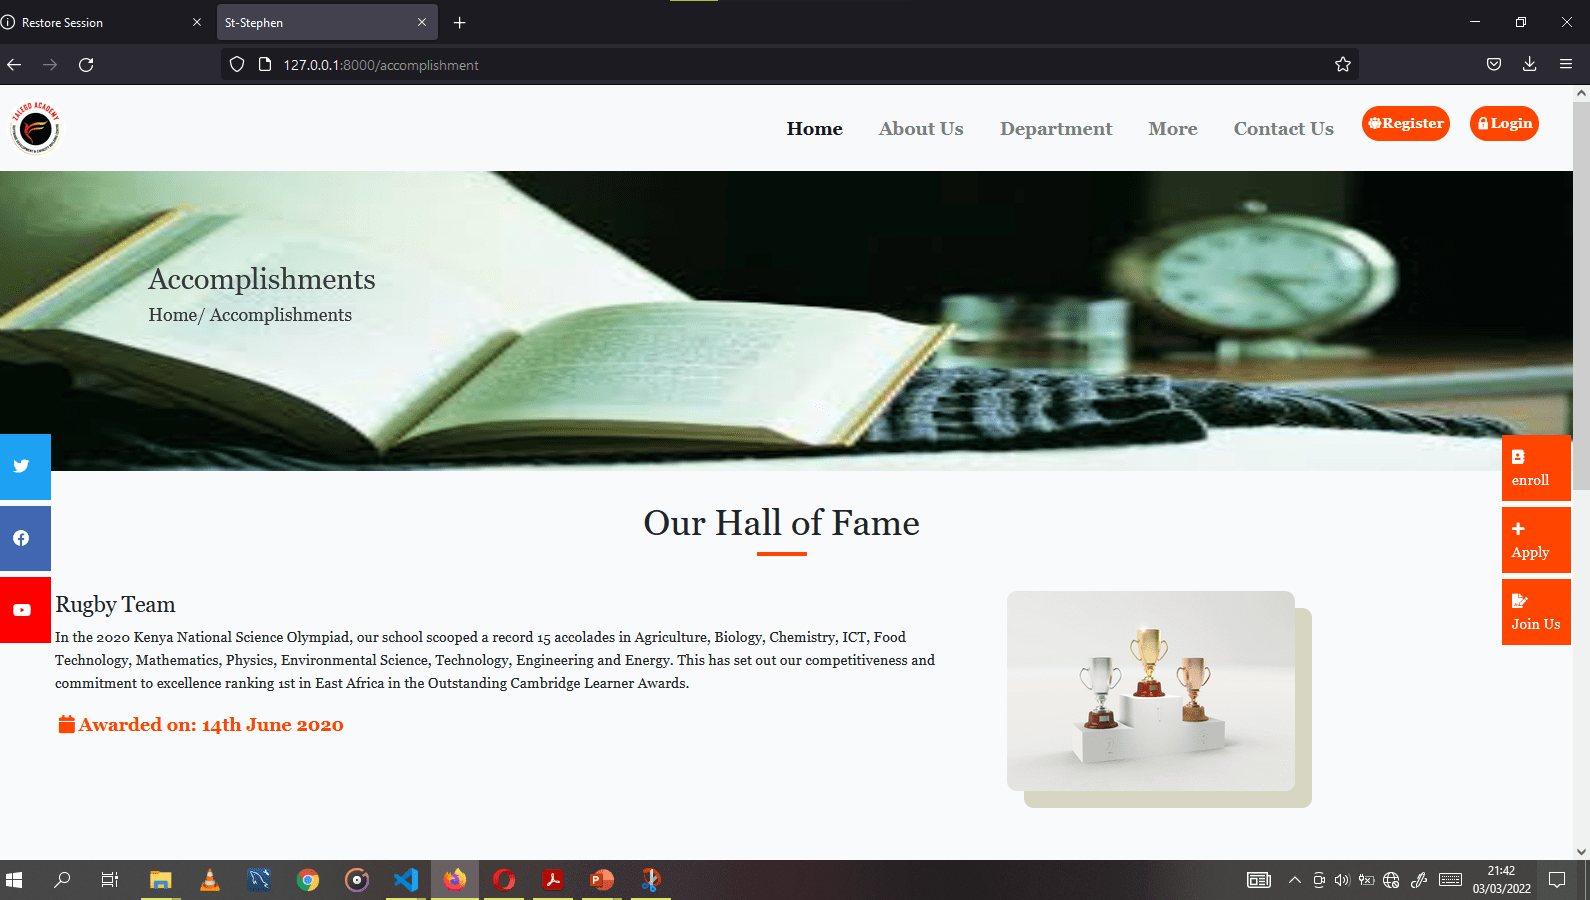 Restore Session
St-Stephen
127.0.0.1:8000/accomplishment
ZALEGO ACADEMY
Home
About Us
Department
More
Contact Us
Register
Login
Accomplishments
Home/ Accomplishments
enroll
Apply
Join Us
Our Hall of Fame
Rugby Team
In the 2020 Kenya National Science Olympiad, our school scooped a record 15 accolades in Agriculture, Biology, Chemistry, ICT, Food
Technology, Mathematics, Physics, Environmental Science, Technology, Engineering and Energy. This has set out our competitiveness and
commitment to excellence ranking 1st in East Africa in the Outstanding Cambridge Learner Awards.
Awarded on: 14th June 2020
21:42
03/03/2022